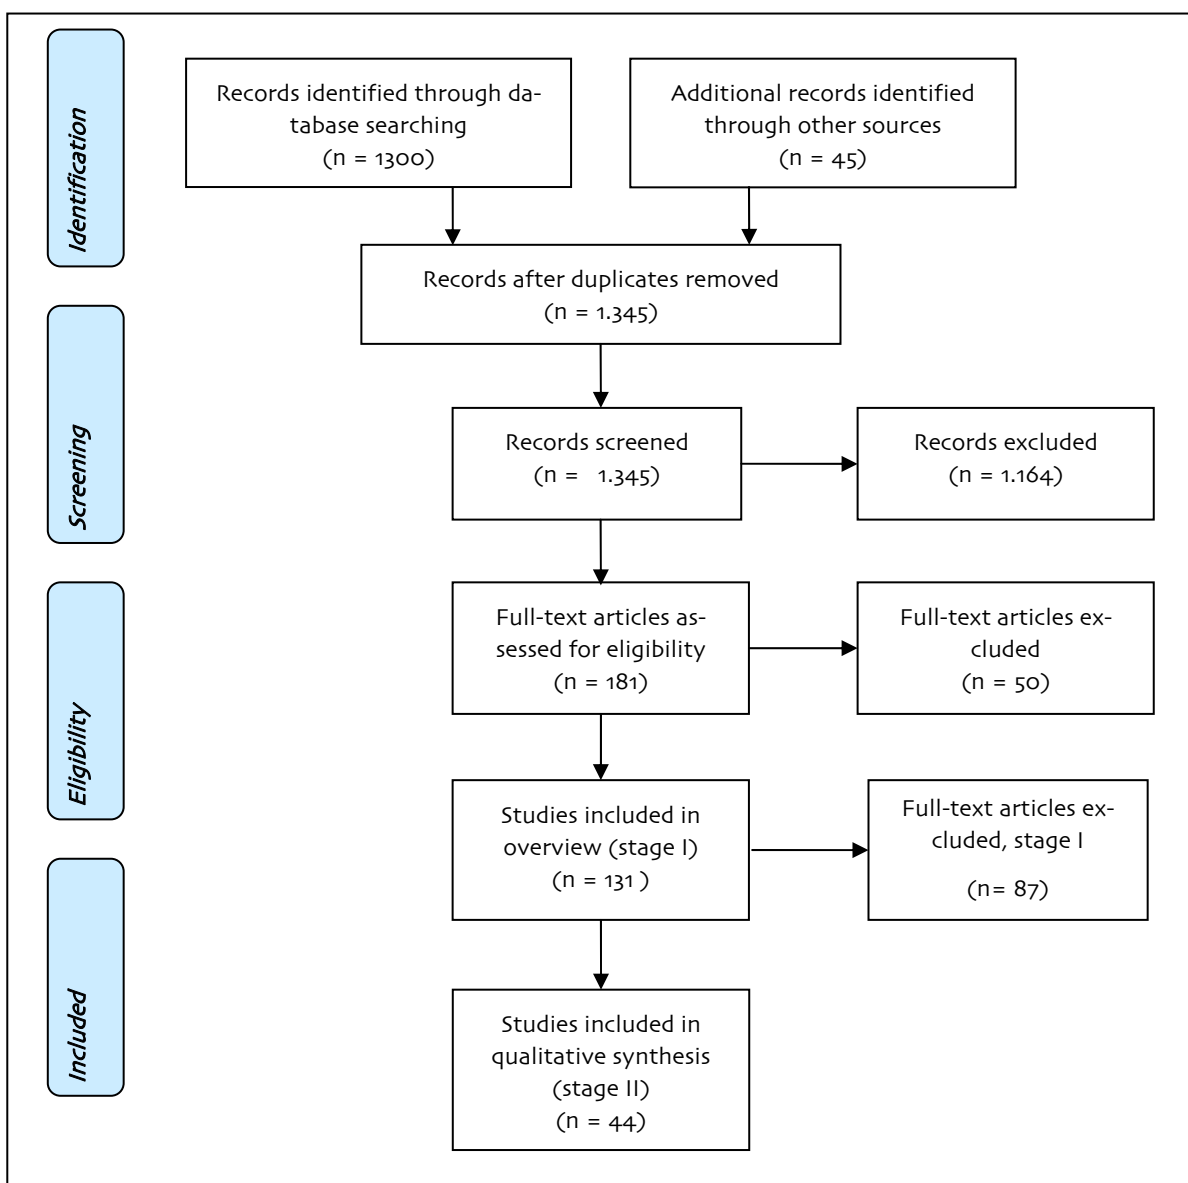 Identification
Records identified through da-
tabase searching
(n = 1300)
Additional records identified
through other sources
(n = 45)
Records after duplicates removed
(n = 1.345)
Screening
Records screened
(n = 1.345)
Records excluded
(n = 1.164)
Eligibility
Full-text articles as-
sessed for eligibility
(n = 181)
Full-text articles ex-
cluded
(n = 50)
Studies included in
overview (stage I)
(n = 131 )
Full-text articles ex-
cluded, stage I
(n= 87)
Included
Studies included in
qualitative synthesis
(stage II)
(n = 44)